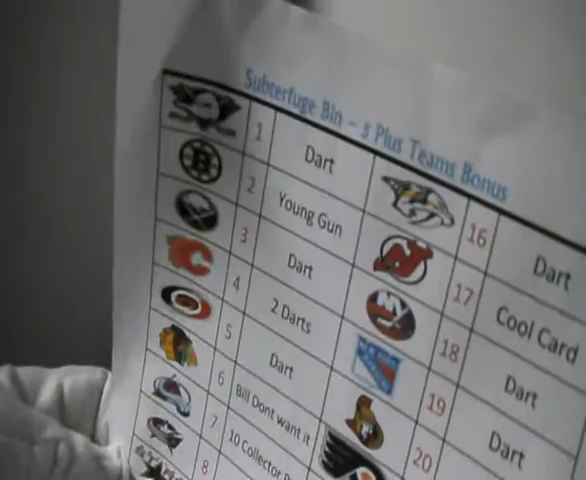 Subterfuge Bin - 3 Plus Teams Bonus
1 Dart 16 Dart
2 Young Gun 17 Cool Card
3 Dart 18 Dart
4 2 Darts 19 Dart
5 Dart 20
6 Bill Dont want it
7 10 Collector
8